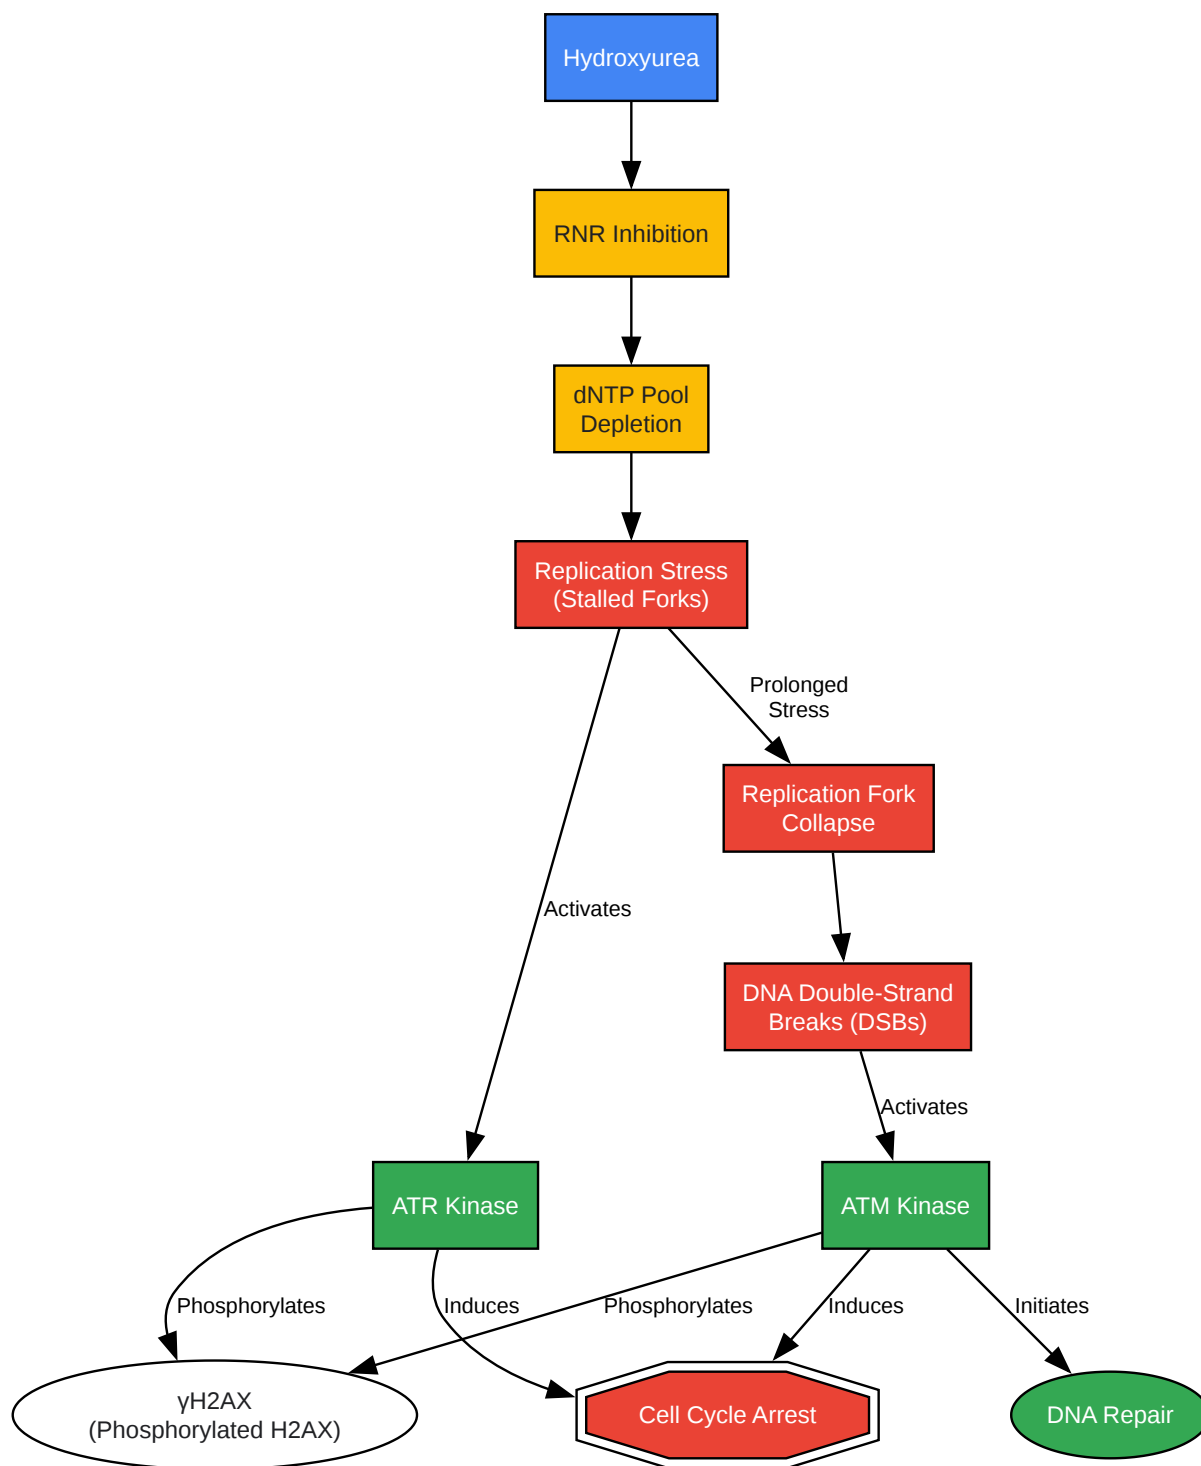 Hydroxyurea
RNR Inhibition
dNTP Pool
Depletion
Replication Stress
(Stalled Forks)
Prolonged
Stress
Replication Fork
Collapse
Activates
DNA Double-Strand
Breaks (DSBs)
Activates
ATR Kinase
ATM Kinase
Phosphorylates
Induces
Phosphorylates
Induces
Initiates
γH2AX
(Phosphorylated H2AX)
Cell Cycle Arrest
DNA Repair